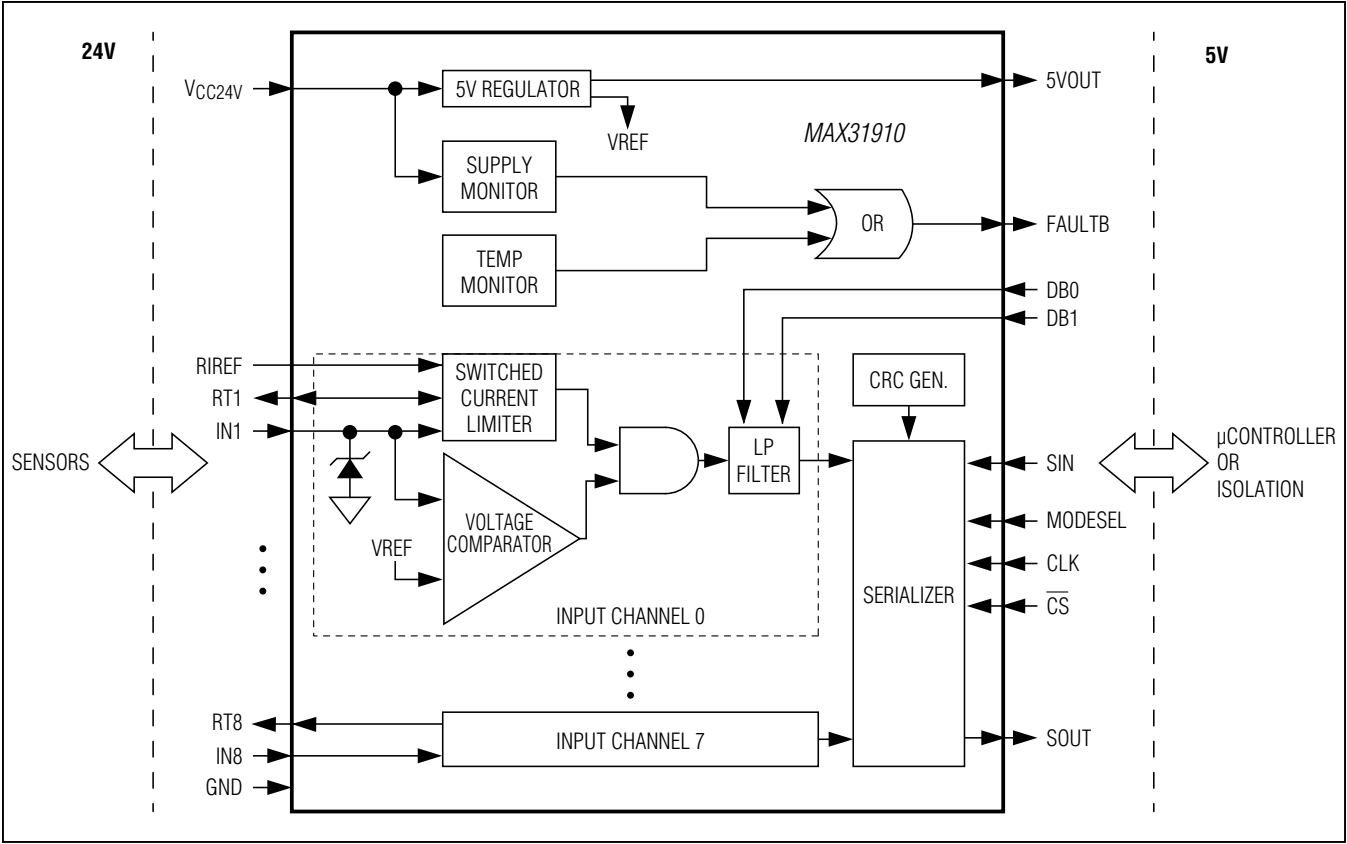 24V
5V
VCC24V
5V REGULATOR
5VOUT
VREF
MAX31910
SUPPLY
MONITOR
OR
FAULTB
TEMP
MONITOR
DB0
DB1
RIREF
RT1
IN1
SWITCHED
CURRENT
LIMITER
CRC GEN.
LP
FILTER
SENSORS
SIN
µCONTROLLER
OR
ISOLATION
MODESEL
VOLTAGE
COMPARATOR
VREF
CLK
SERIALIZER
CS
INPUT CHANNEL 0
RT8
IN8
GND
INPUT CHANNEL 7
SOUT